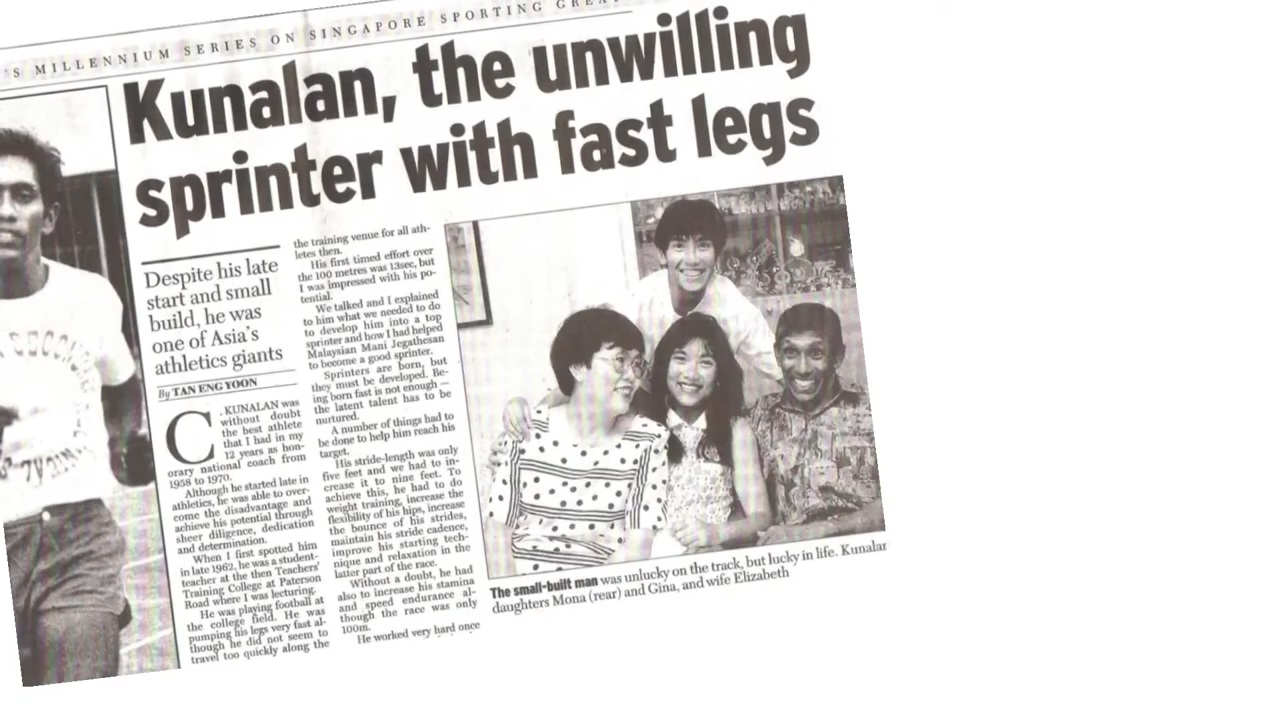 'S MILLENNIUM SERIES ON SINGAPORE SPORTING
Kunalan, the unwilling
sprinter with fast legs
Despite his late
start and small
build, he was
one of Asia's
athletics giants
By TAN ENG YOON
C. KUNALAN was
without doubt
the best athlete
that I had in my
12 years as hon-
orary national coach from
1958 to 1970.
Although he started late in
athletics, he was able to over-
come the disadvantage and
achieve his potential through
sheer diligence, dedication
and determination.
When I first spotted him
in late 1962, he was a student-
teacher at the then Teachers'
Training College at Paterson
Road where I was lecturing.
He was playing football at
the college field. He was
pumping his legs very fast al-
though he did not seem to
travel too quickly along the
the training venue for all ath-
letes then.
His first timed effort over
the 100 metres was 13sec, but
I was impressed with his po-
tential.
We talked and I explained
to him what we needed to do
to develop him into a top
sprinter and how I had helped
Malaysian Mani Jegathesan
to become a good sprinter.
Sprinters are born, but
they must be developed. Be-
ing born fast is not enough —
the latent talent has to be
nurtured.
A number of things had to
be done to help him reach his
target.
His stride-length was only
five feet and we had to in-
crease it to nine feet. To
achieve this, he had to do
weight training, increase the
flexibility of his hips, increase
the bounce of his strides,
maintain his stride cadence,
improve his starting tech-
nique and relaxation in the
latter part of the race.
Without a doubt, he had
also to increase his stamina
and speed endurance al-
though the race was only
100m.
He worked very hard once
The small-built man was unlucky on the track, but lucky in life. Kunalan
daughters Mona (rear) and Gina, and wife Elizabeth